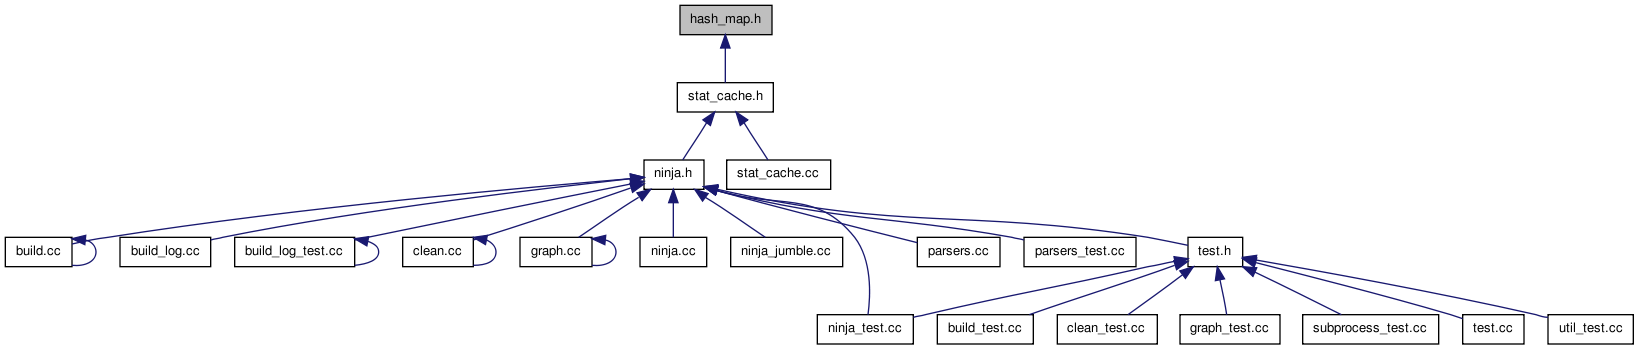 hash_map.h
stat_cache.h
ninja.h
stat_cache.cc
build.cc
build_log.cc
build_log_test.cc
clean.cc
graph.cc
ninja.cc
ninja_jumble.cc
parsers.cc
parsers_test.cc
test.h
ninja_test.cc
build_test.cc
clean_test.cc
graph_test.cc
subprocess_test.cc
test.cc
util_test.cc